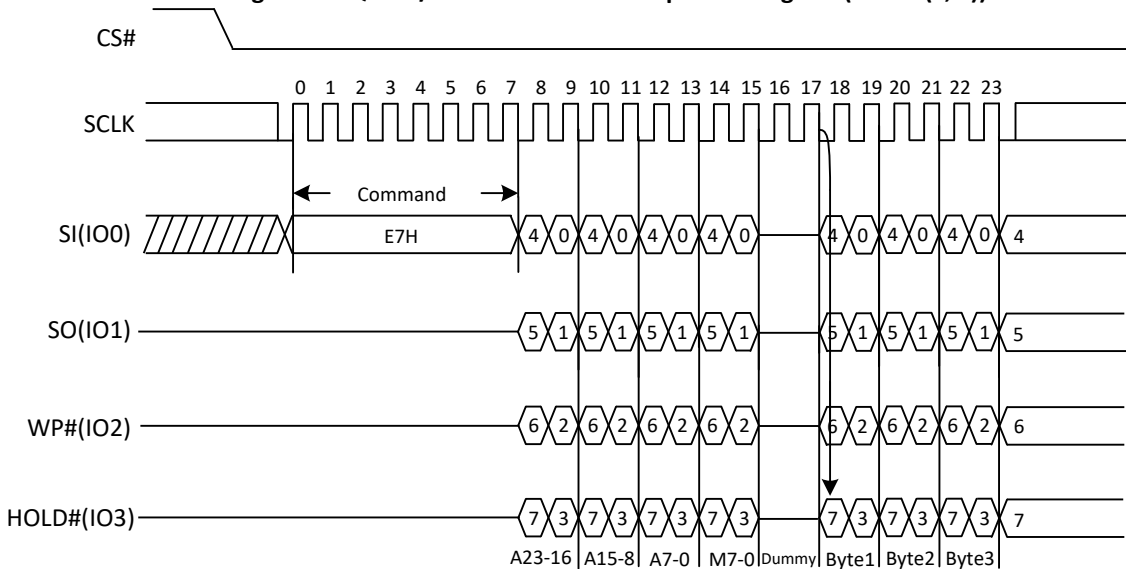 CS#
0 1 2 3 4 5 6 7 8 9 10 11 12 13 14 15 16 17 18 19 20 21 22 23
SCLK
Command
SI(IO0) E7H 4 0 4 0 4 0 4 0 4 0 4 0 4 0 4
SO(IO1) 5 1 5 1 5 1 5 1 5 1 5 1 5 1 5
WP#(IO2) 6 2 6 2 6 2 6 2 6 2 6 2 6 2 6
HOLD#(IO3) 7 3 7 3 7 3 7 3 7 3 7 3 7 3 7
A23-16 A15-8 A7-0 M7-0 Dummy Byte1 Byte2 Byte3